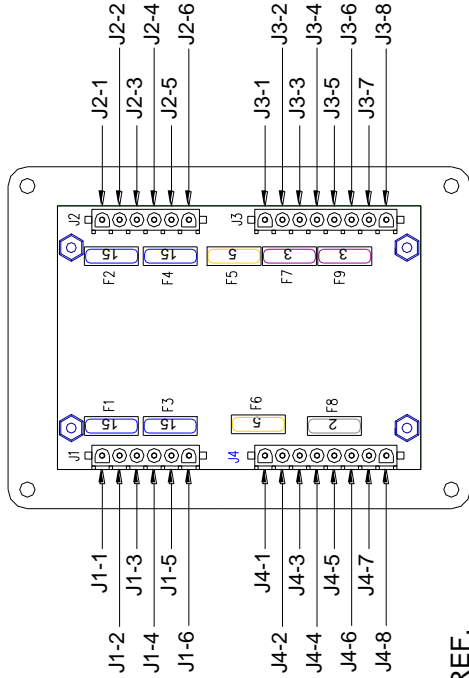 J2-1
J2-2
J2-3
J2-4
J2-5
J2-6
J3-1
J3-2
J3-3
J3-4
J3-5
J3-6
J3-7
J3-8
J2
J3
15
15
5
3
3
F2
F4
F5
F7
F9
F1
F3
F6
F8
15
15
5
2
J1
J4
J1-1
J1-2
J1-3
J1-4
J1-5
J1-6
J4-1
J4-2
J4-3
J4-4
J4-5
J4-6
J4-7
J4-8
REF.